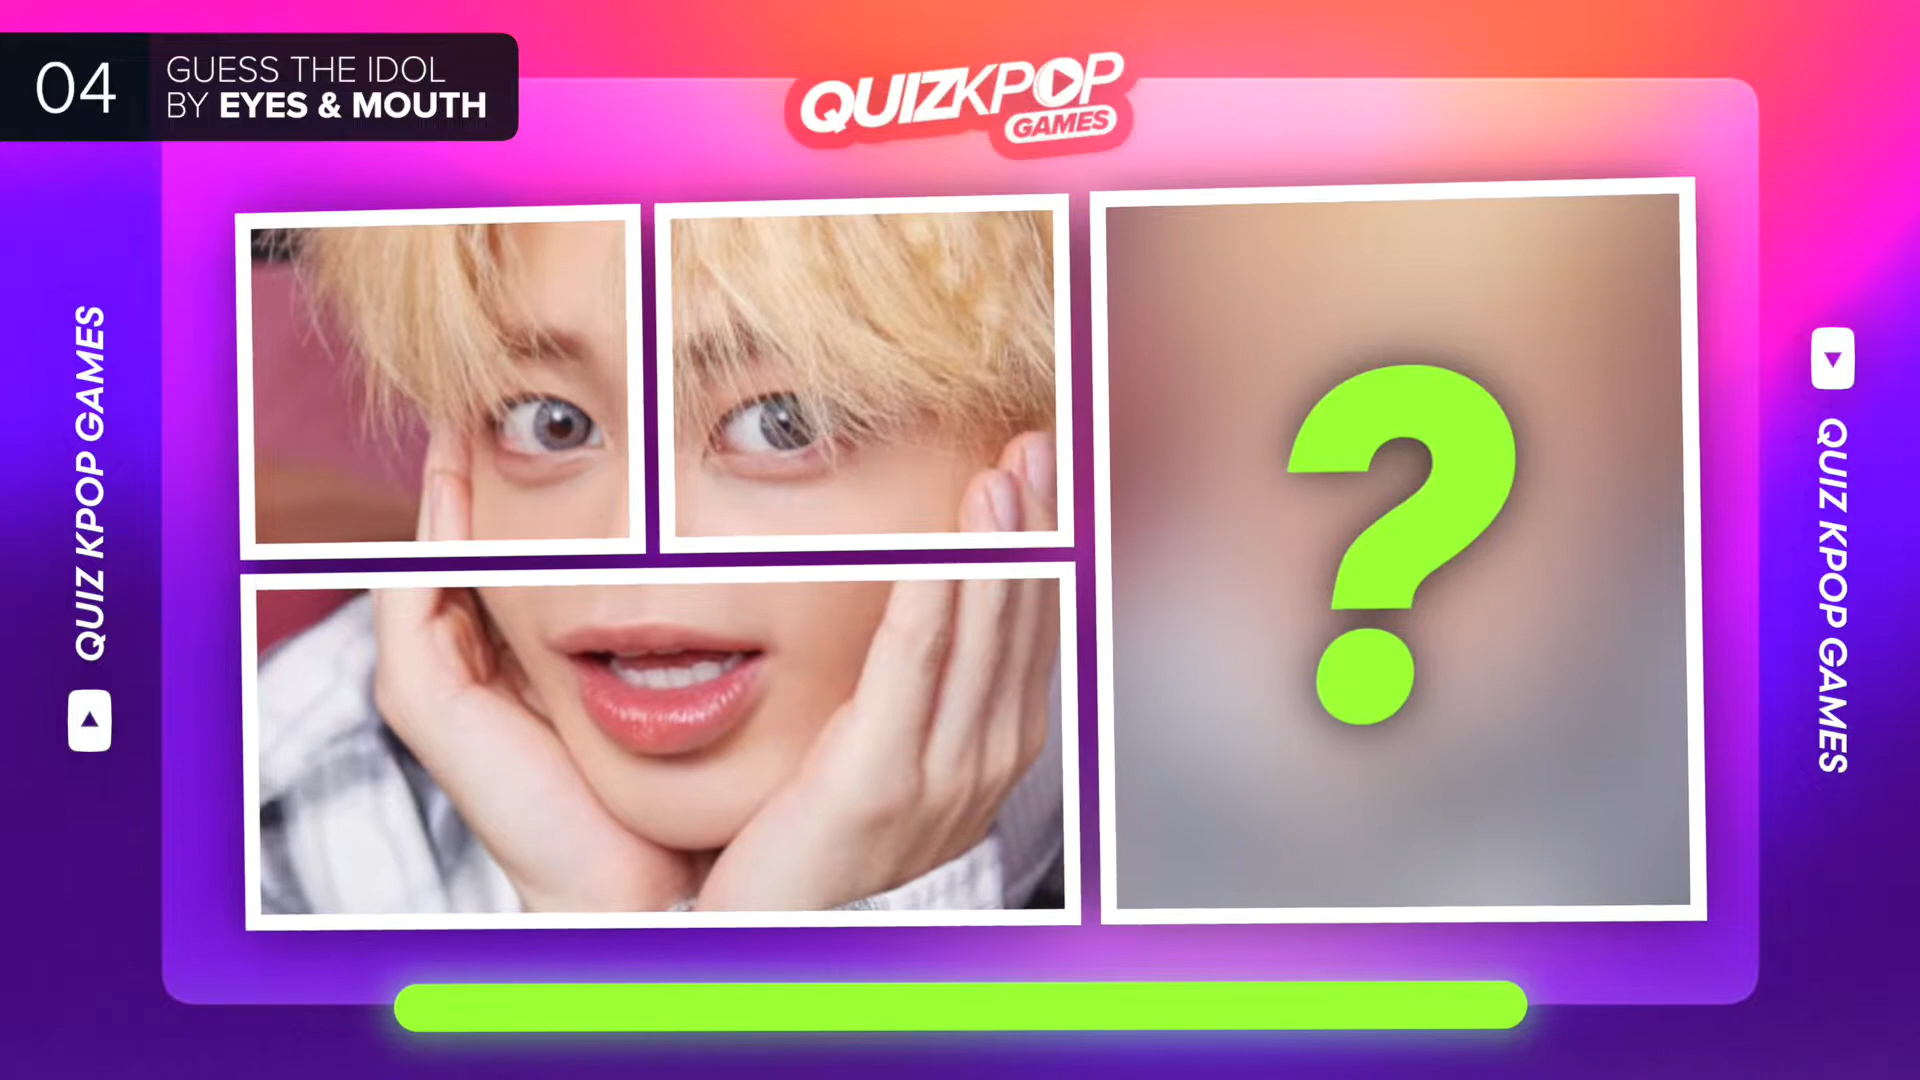 04
GUESS THE IDOL
BY EYES & MOUTH
QUIZKPOP
GAMES
QUIZ KPOP GAMES
?
QUIZ KPOP GAMES